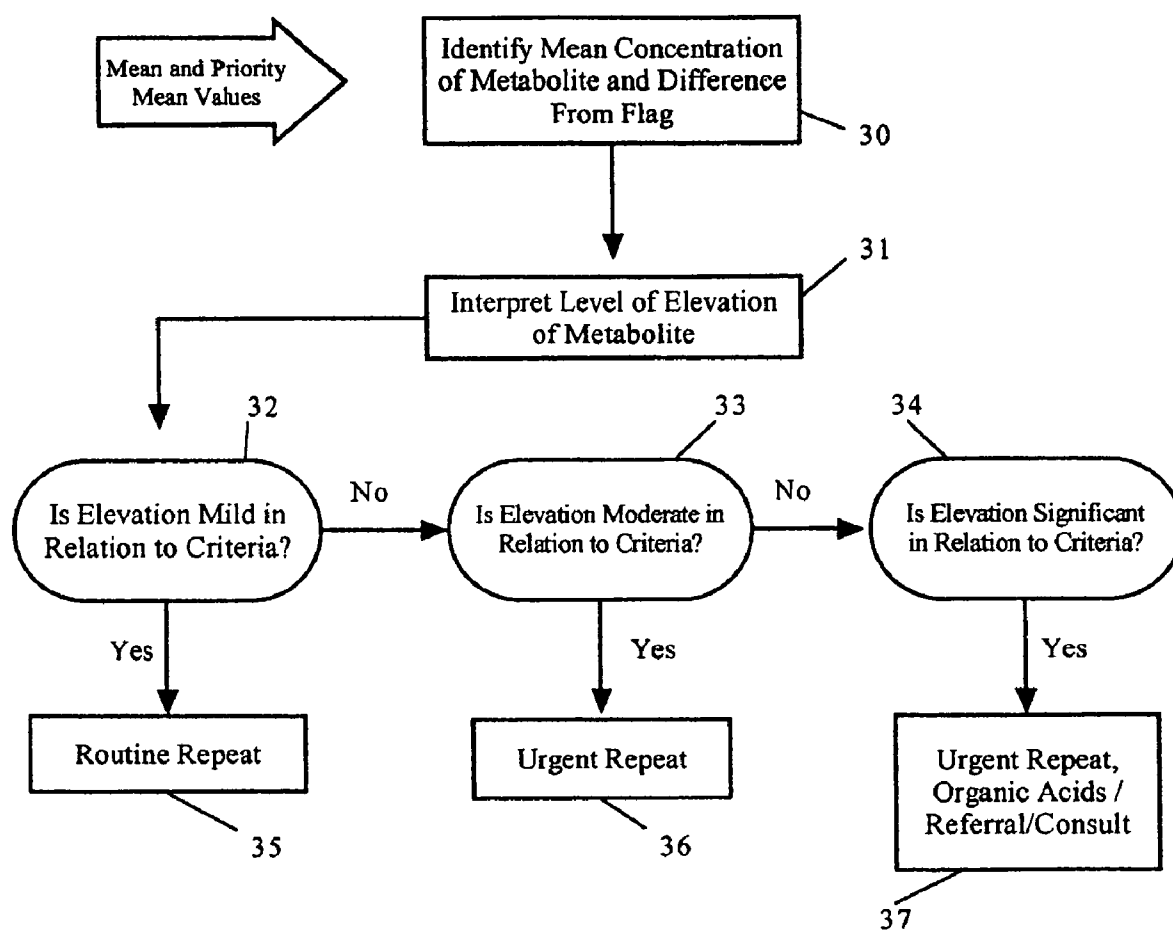 Mean and Priority
Mean Values
Identify Mean Concentration
of Metabolite and Difference
From Flag
30
31
Interpret Level of Elevation
of Metabolite
32
33
34
Is Elevation Mild in
Relation to Criteria?
No
Is Elevation Moderate in
Relation to Criteria?
No
Is Elevation Significant
in Relation to Criteria?
Yes
Yes
Yes
Routine Repeat
Urgent Repeat
Urgent Repeat,
Organic Acids /
Referral/Consult
35
36
37